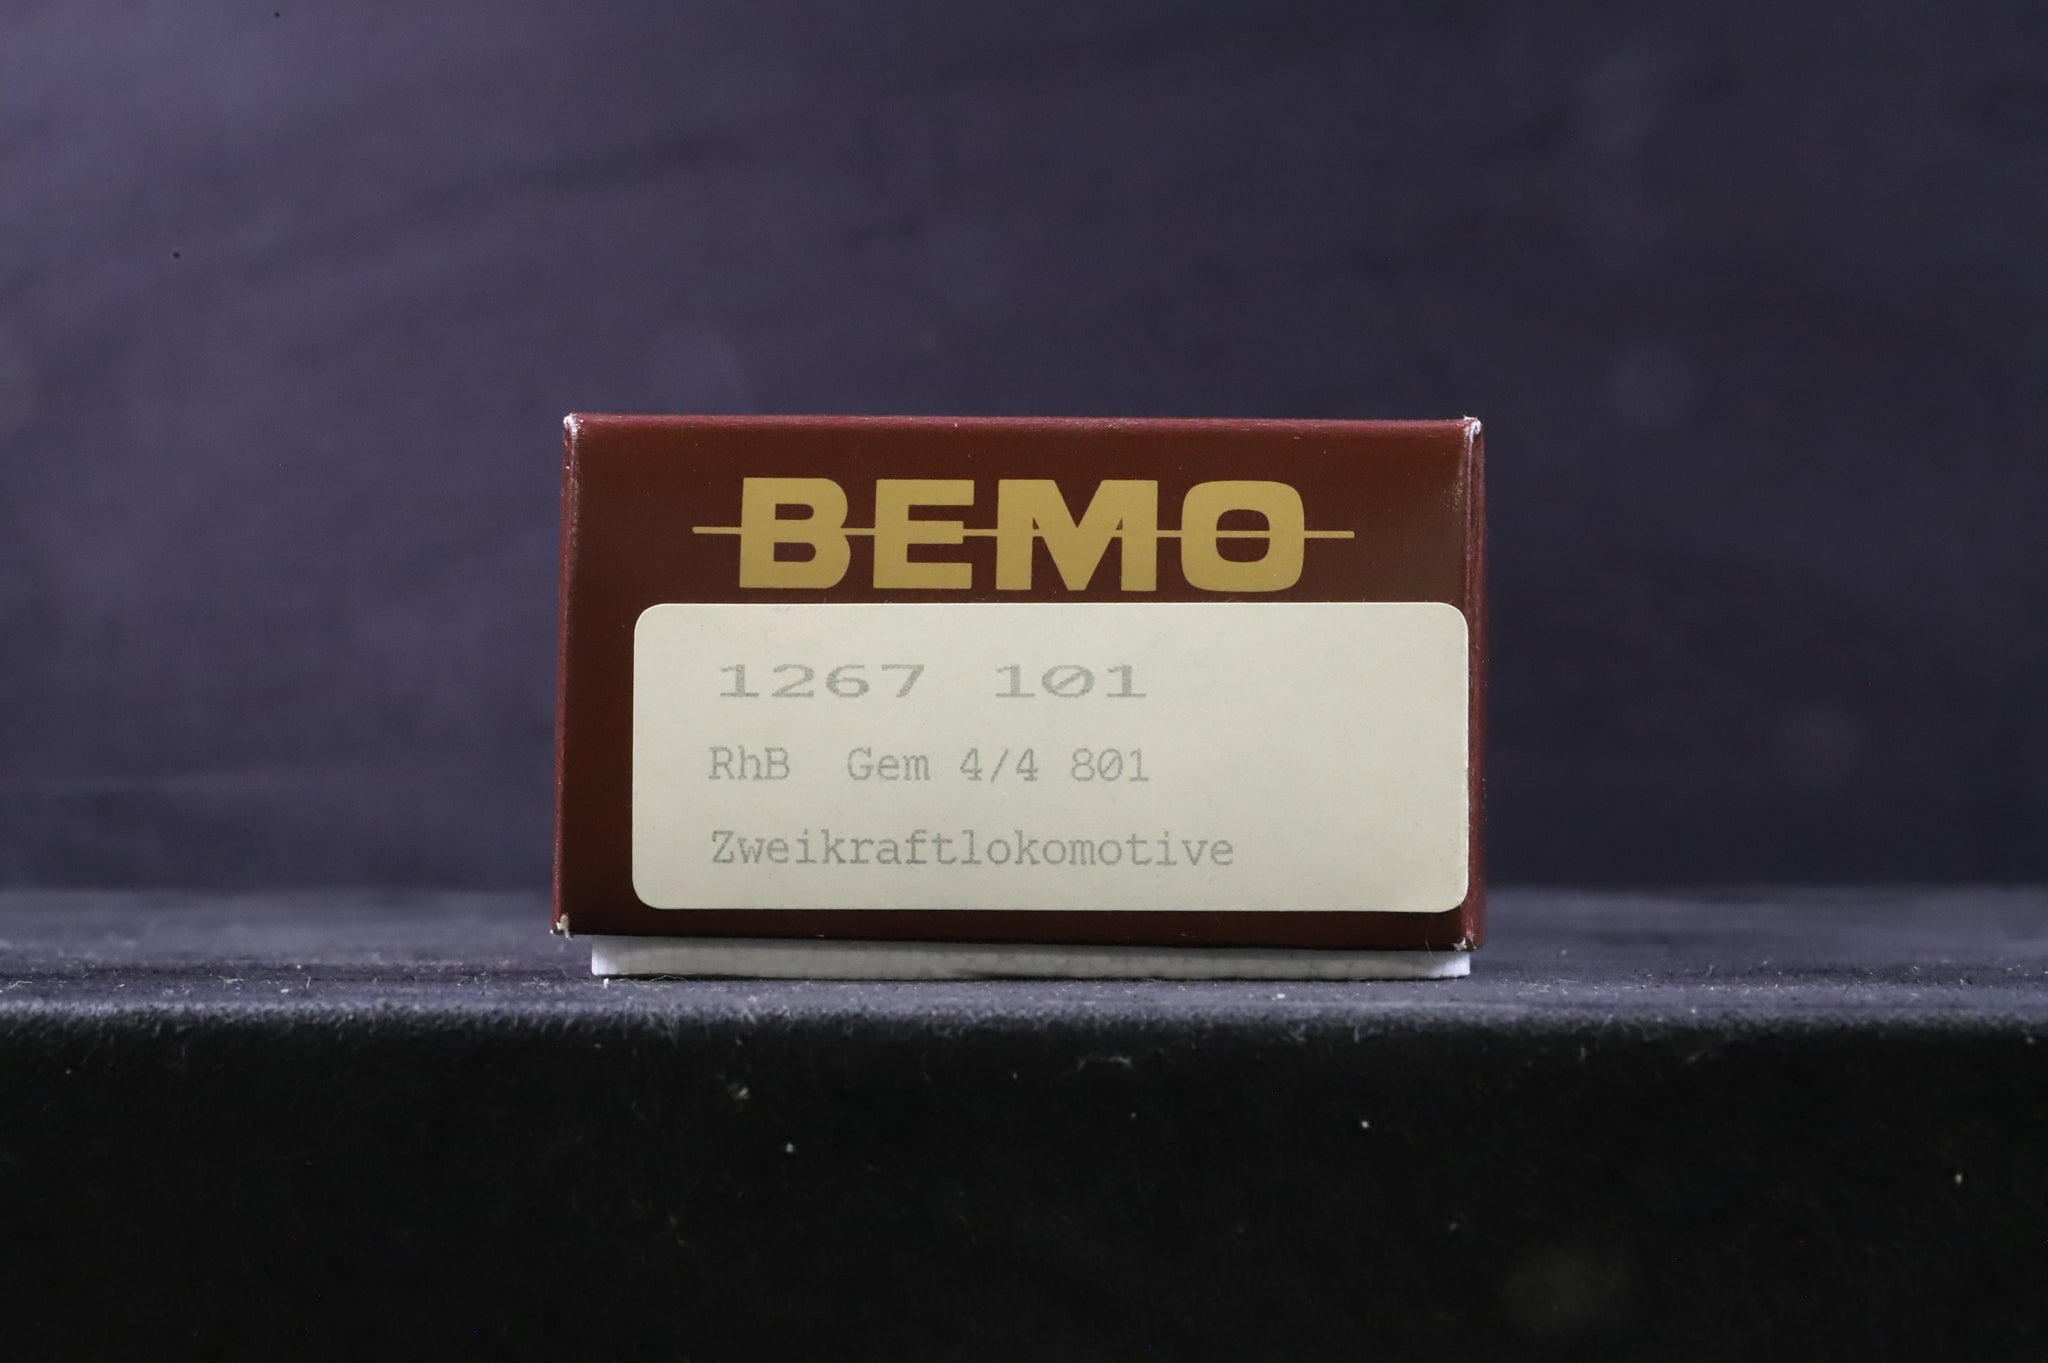 BEMO
1267 101
RhB Gem 4/4 801
Zweikraftlokomotive